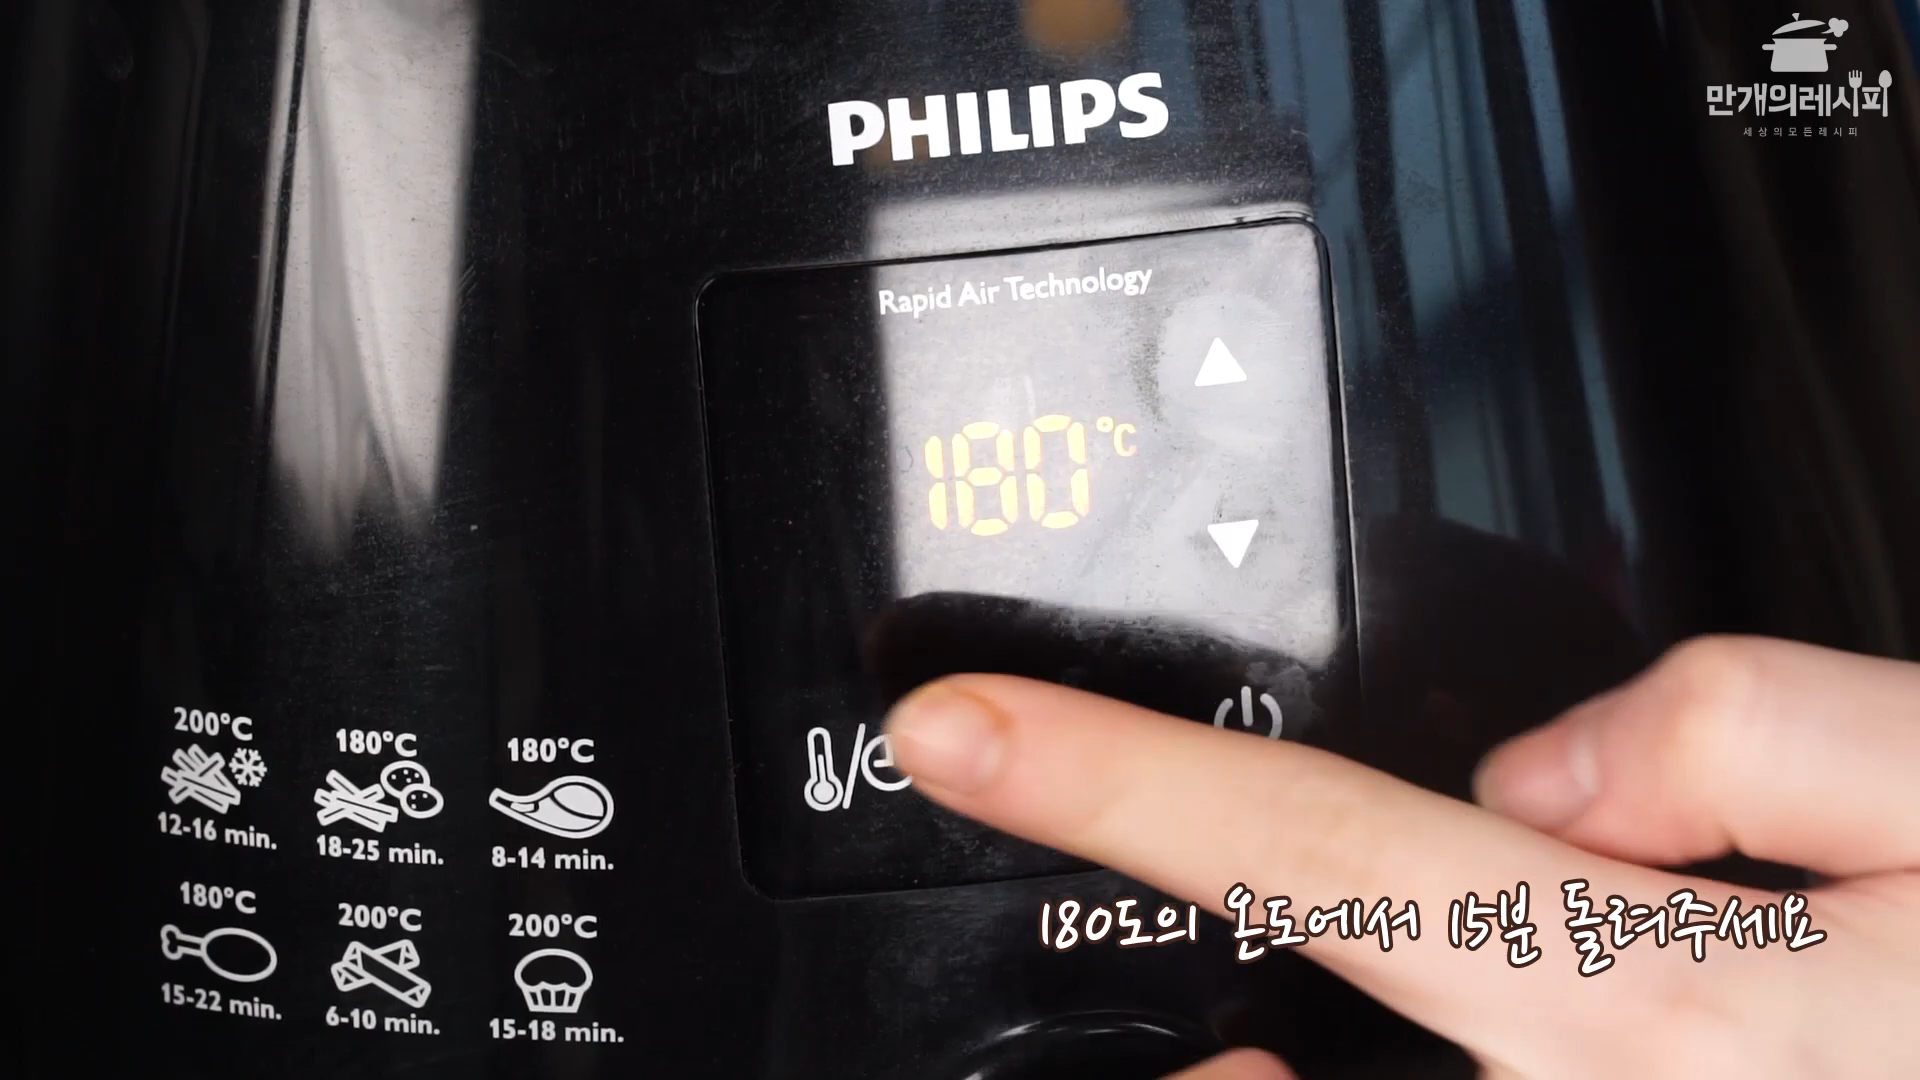 만개의레시피
세상의모든레시피
PHILIPS
Rapid Air Technology
180°C
200°C
12-16 min.
180°C
18-25 min.
180°C
8-14 min.
180°C
15-22 min.
200°C
6-10 min.
200°C
15-18 min.
180도의 온도에서 15분 돌려주세요